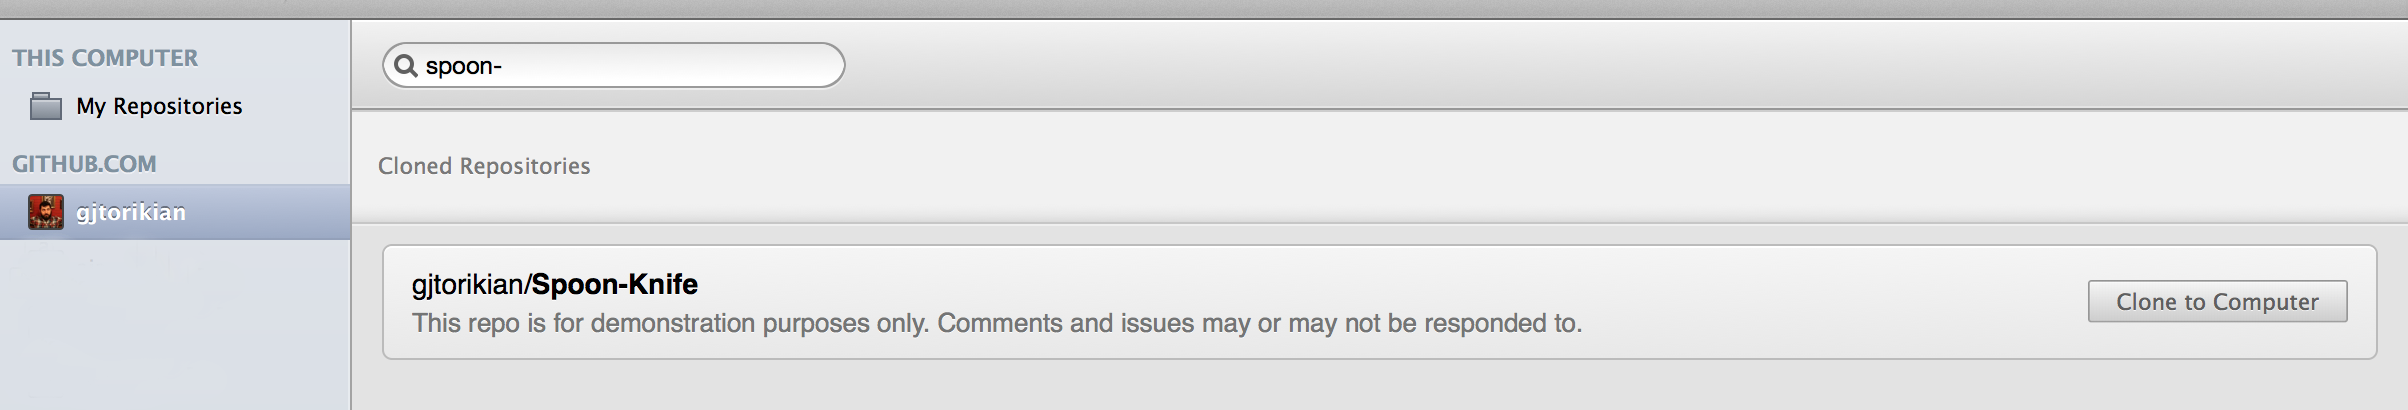 THIS COMPUTER
My Repositories
GITHUB.COM
gjtorikian
spoon-
Cloned Repositories
gjtorikian/Spoon-Knife
This repo is for demonstration purposes only. Comments and issues may or may not be responded to.
Clone to Computer